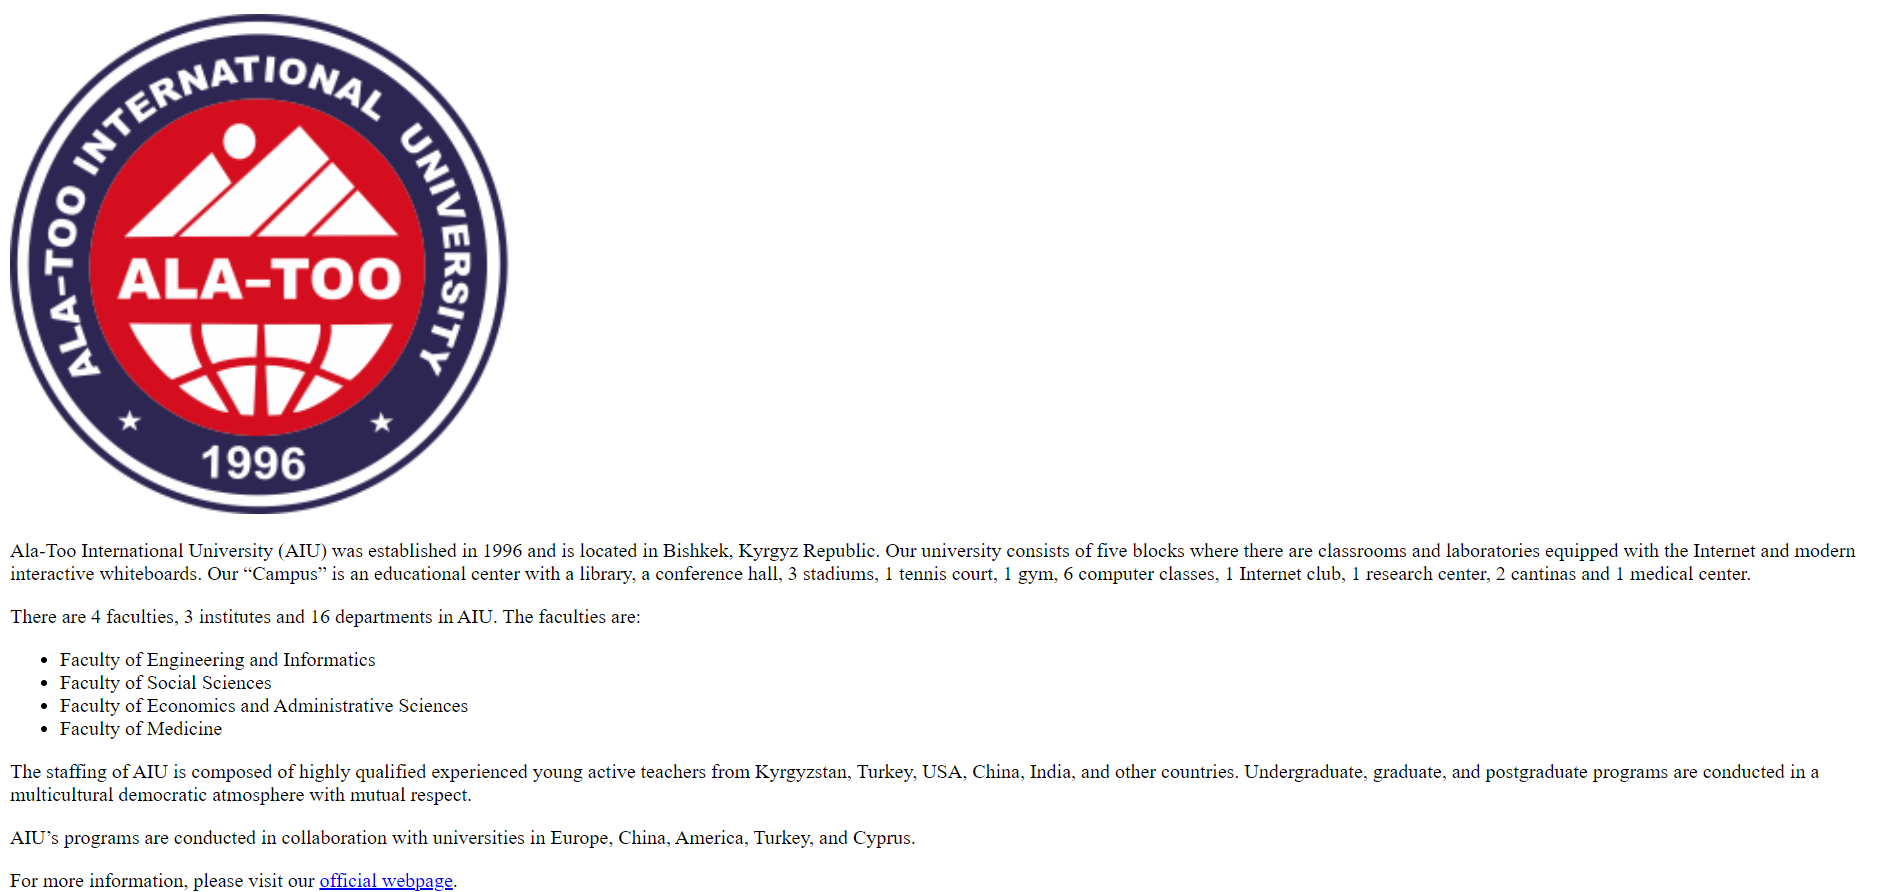 ALA-TOO INTERNATIONAL UNIVERSITY
ALA-TOO
1996
Ala-Too International University (AIU) was established in 1996 and is located in Bishkek, Kyrgyz Republic. Our university consists of five blocks where there are classrooms and laboratories equipped with the Internet and modern
interactive whiteboards. Our “Campus” is an educational center with a library, a conference hall, 3 stadiums, 1 tennis court, 1 gym, 6 computer classes, 1 Internet club, 1 research center, 2 cantinas and 1 medical center.
There are 4 faculties, 3 institutes and 16 departments in AIU. The faculties are:
• Faculty of Engineering and Informatics
• Faculty of Social Sciences
• Faculty of Economics and Administrative Sciences
• Faculty of Medicine
The staffing of AIU is composed of highly qualified experienced young active teachers from Kyrgyzstan, Turkey, USA, China, India, and other countries. Undergraduate, graduate, and postgraduate programs are conducted in a
multicultural democratic atmosphere with mutual respect.
AIU’s programs are conducted in collaboration with universities in Europe, China, America, Turkey, and Cyprus.
For more information, please visit our official webpage.